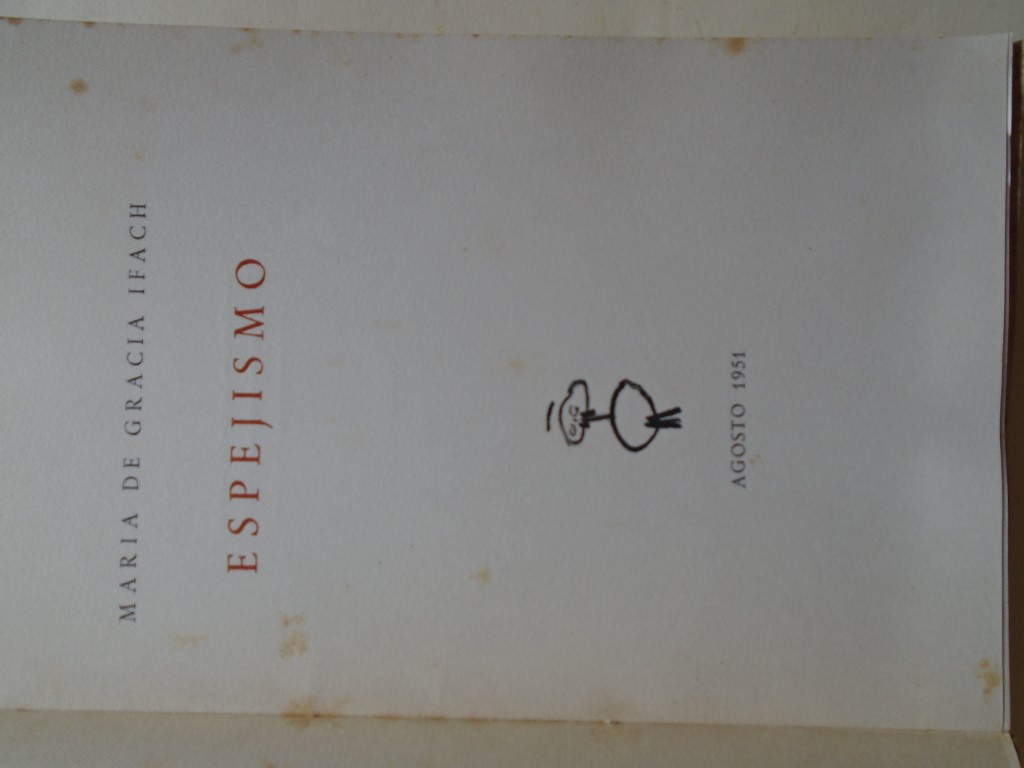 MARIA DE GRACIA IFACH
ESPEJISMO
AGOSTO 1951